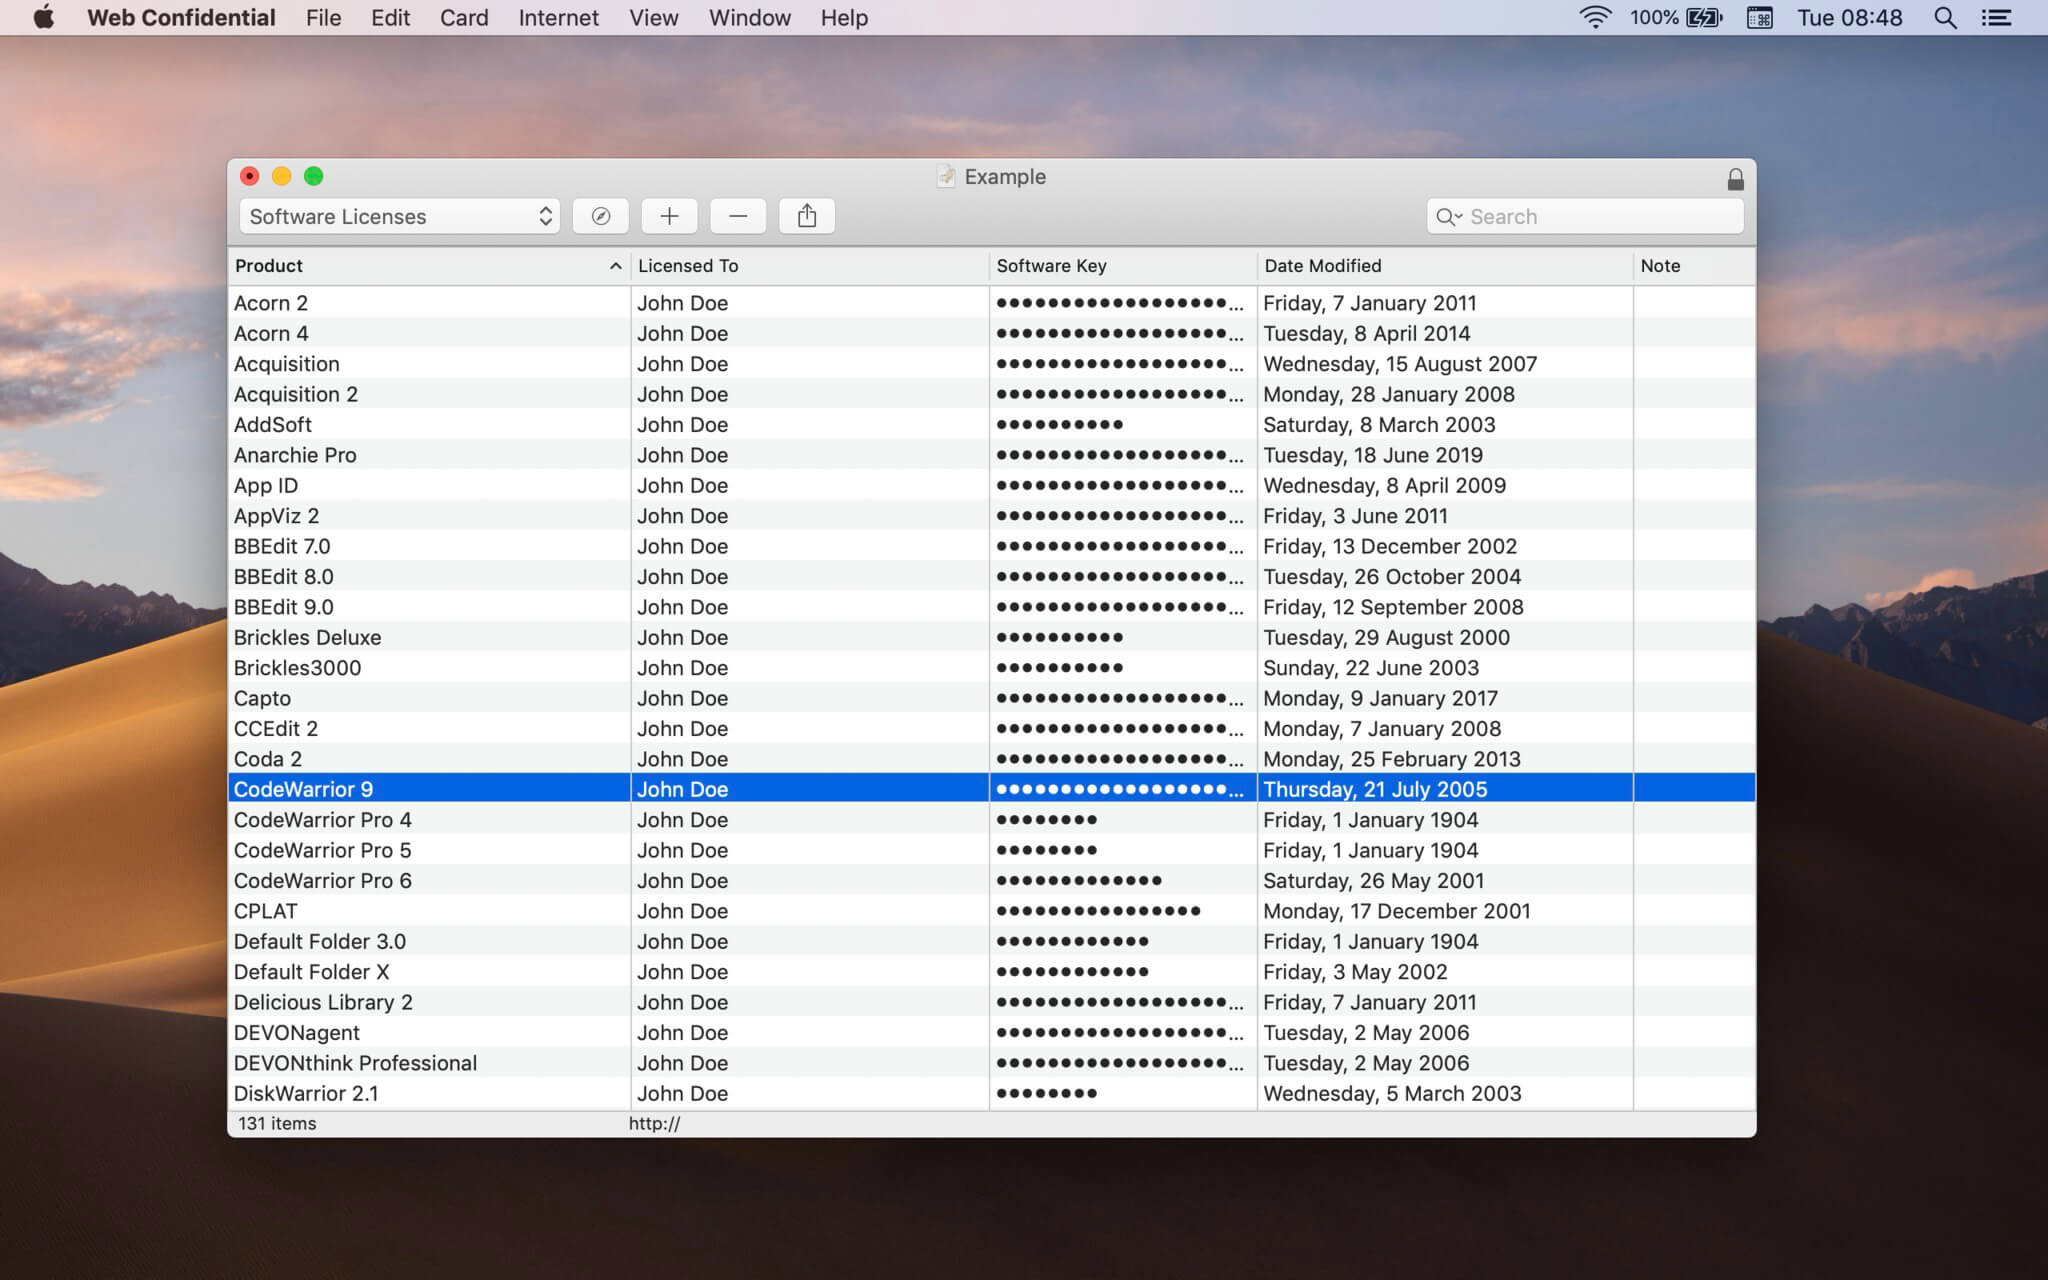 Web Confidential File Edit Card Internet View Window Help 100% Tue 08:48
Example
Software Licenses Search
Product Licensed To Software Key Date Modified Note
Acorn 2 John Doe ●●●●●●●●●●●●●●●●●●... Friday, 7 January 2011
Acorn 4 John Doe ●●●●●●●●●●●●●●●●●●... Tuesday, 8 April 2014
Acquisition John Doe ●●●●●●●●●●●●●●●●●●... Wednesday, 15 August 2007
Acquisition 2 John Doe ●●●●●●●●●●●●●●●●●●... Monday, 28 January 2008
AddSoft John Doe ●●●●●●●●●● Saturday, 8 March 2003
Anarchie Pro John Doe ●●●●●●●●●●●●●●●●●●... Tuesday, 18 June 2019
App ID John Doe ●●●●●●●●●●●●●●●●●●... Wednesday, 8 April 2009
AppViz 2 John Doe ●●●●●●●●●●●●●●●●●●... Friday, 3 June 2011
BBEdit 7.0 John Doe ●●●●●●●●●●●●●●●●●●... Friday, 13 December 2002
BBEdit 8.0 John Doe ●●●●●●●●●●●●●●●●●●... Tuesday, 26 October 2004
BBEdit 9.0 John Doe ●●●●●●●●●●●●●●●●●●... Friday, 12 September 2008
Brickles Deluxe John Doe ●●●●●●●●●● Tuesday, 29 August 2000
Brickles3000 John Doe ●●●●●●●●●● Sunday, 22 June 2003
Capto John Doe ●●●●●●●●●●●●●●●●●●... Monday, 9 January 2017
CCEdit 2 John Doe ●●●●●●●●●●●●●●●●●●... Monday, 7 January 2008
Coda 2 John Doe ●●●●●●●●●●●●●●●●●●... Monday, 25 February 2013
CodeWarrior 9 John Doe ●●●●●●●●●●●●●●●●●●... Thursday, 21 July 2005
CodeWarrior Pro 4 John Doe ●●●●●●●● Friday, 1 January 1904
CodeWarrior Pro 5 John Doe ●●●●●●●● Friday, 1 January 1904
CodeWarrior Pro 6 John Doe ●●●●●●●●●●●●● Saturday, 26 May 2001
CPLAT John Doe ●●●●●●●●●●●●●●●● Monday, 17 December 2001
Default Folder 3.0 John Doe ●●●●●●●●●●●● Friday, 1 January 1904
Default Folder X John Doe ●●●●●●●●●●●● Friday, 3 May 2002
Delicious Library 2 John Doe ●●●●●●●●●●●●●●●●●●... Friday, 7 January 2011
DEVONagent John Doe ●●●●●●●●●●●●●●●●●●... Tuesday, 2 May 2006
DEVONthink Professional John Doe ●●●●●●●●●●●●●●●●●●... Tuesday, 2 May 2006
DiskWarrior 2.1 John Doe ●●●●●●●● Wednesday, 5 March 2003
131 items http://